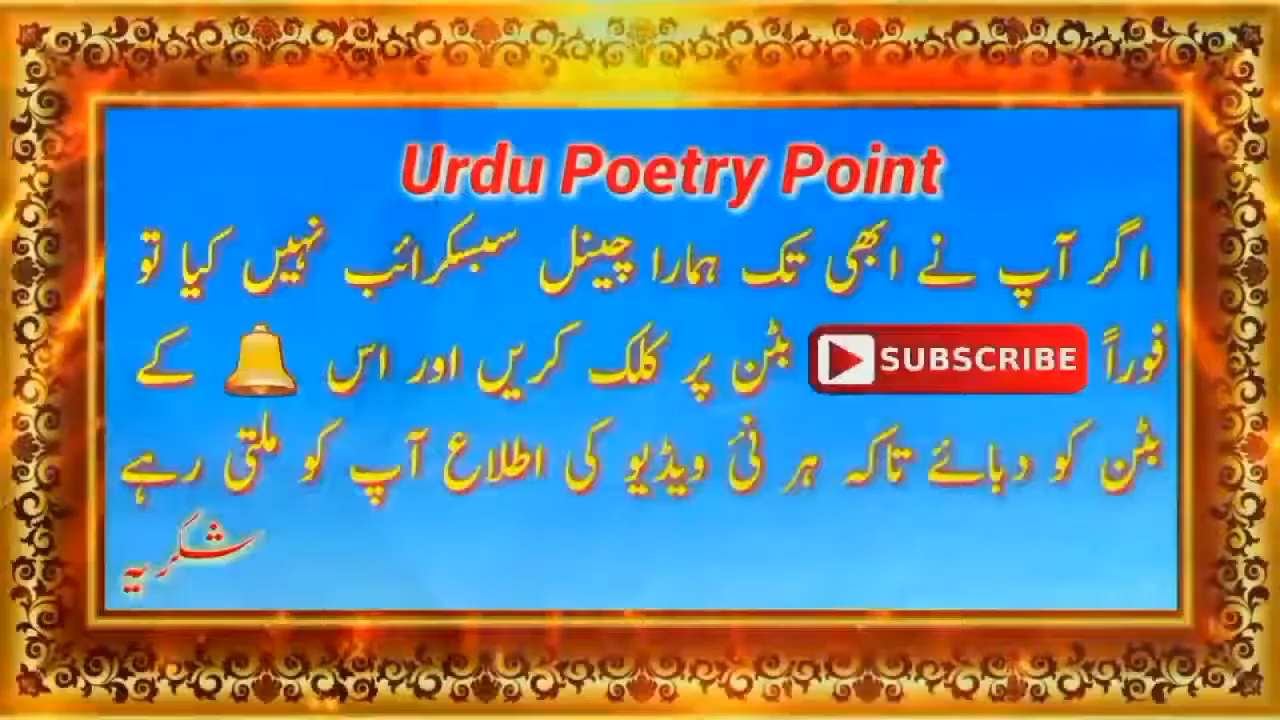 Urdu Poetry Point
اگر آپ نے ابھی تک ہمارا چینل سبسکرائب نہیں کیا تو
فوراً SUBSCRIBE بٹن پر کلک کریں اور اس کے
بٹن کو دبائے تاکہ ہر نئی ویڈیو کی اطلاع آپ کو ملتی رہے
شکریہ